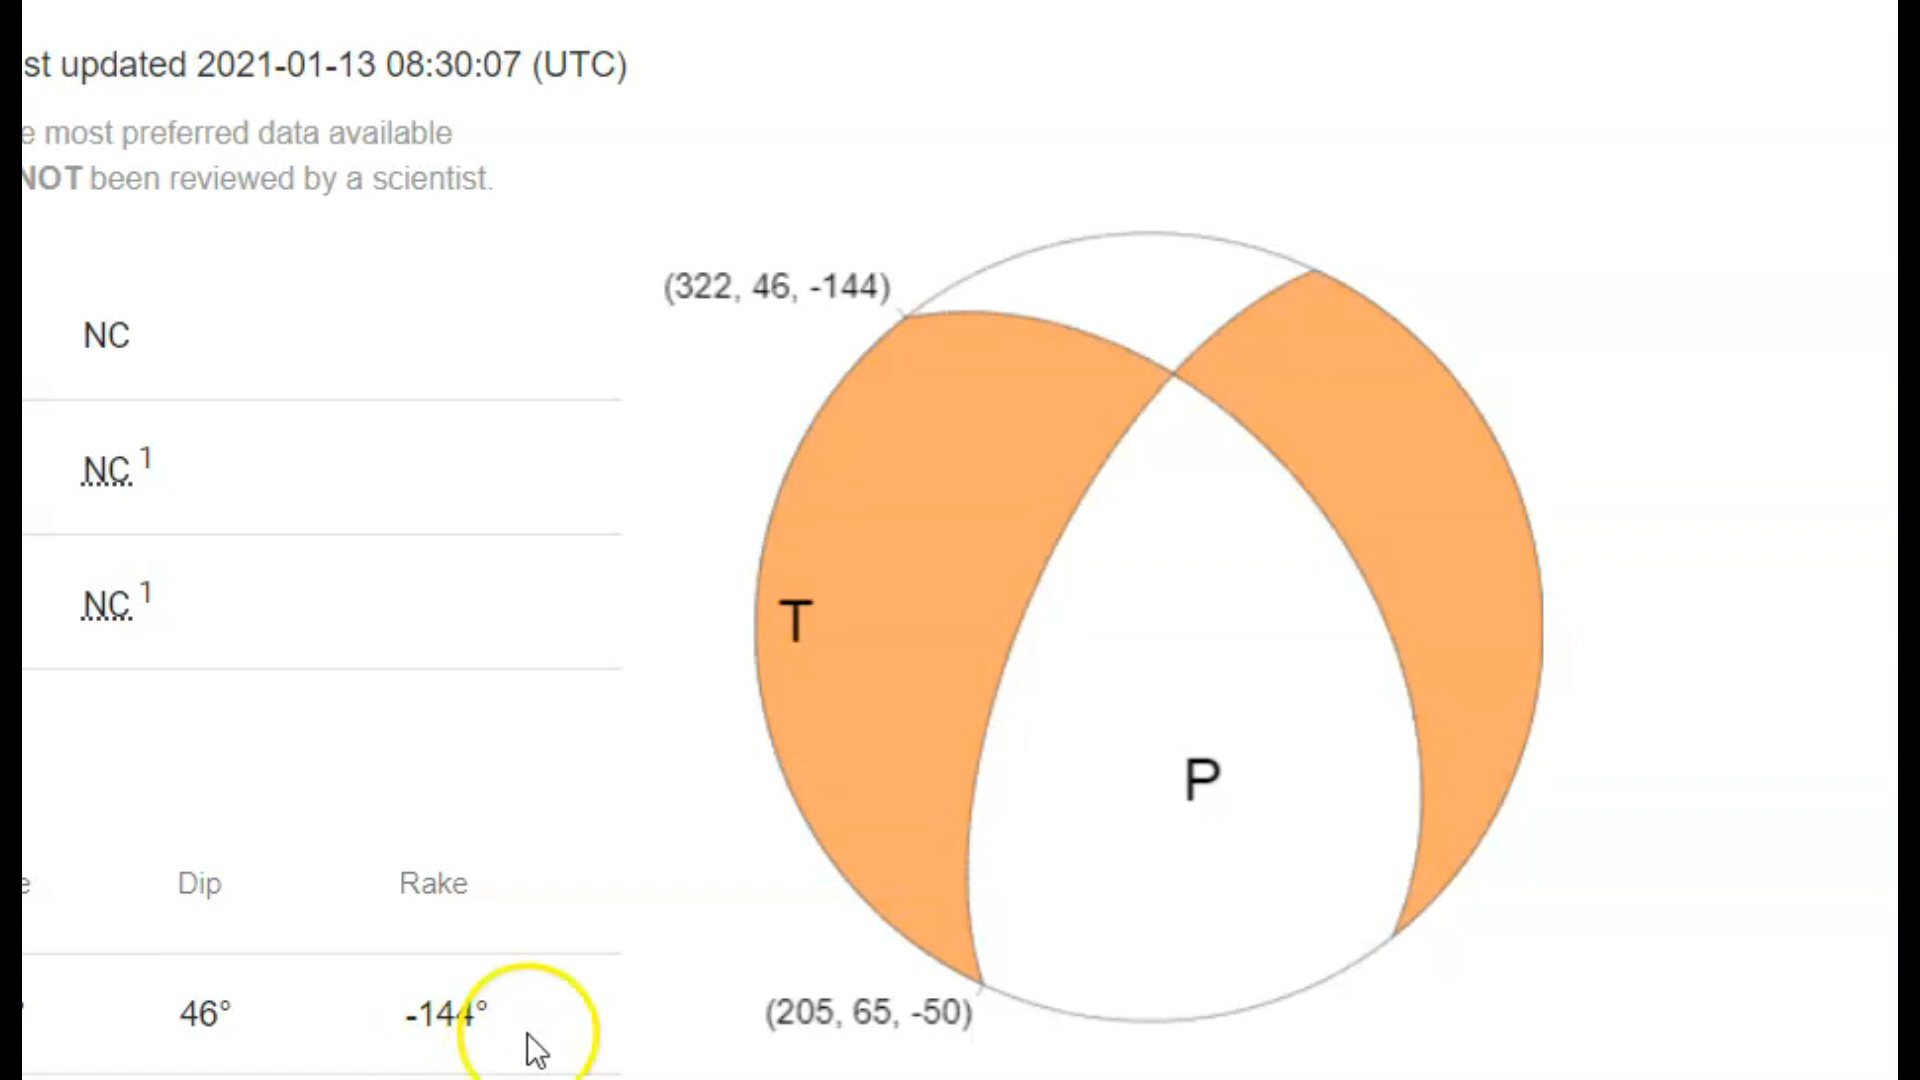 st updated 2021-01-13 08:30:07 (UTC)
e most preferred data available
NOT been reviewed by a scientist.
(322, 46, -144)
NC
NC 1
NC 1
T
P
e Dip Rake
(205, 65, -50)
46° -144°